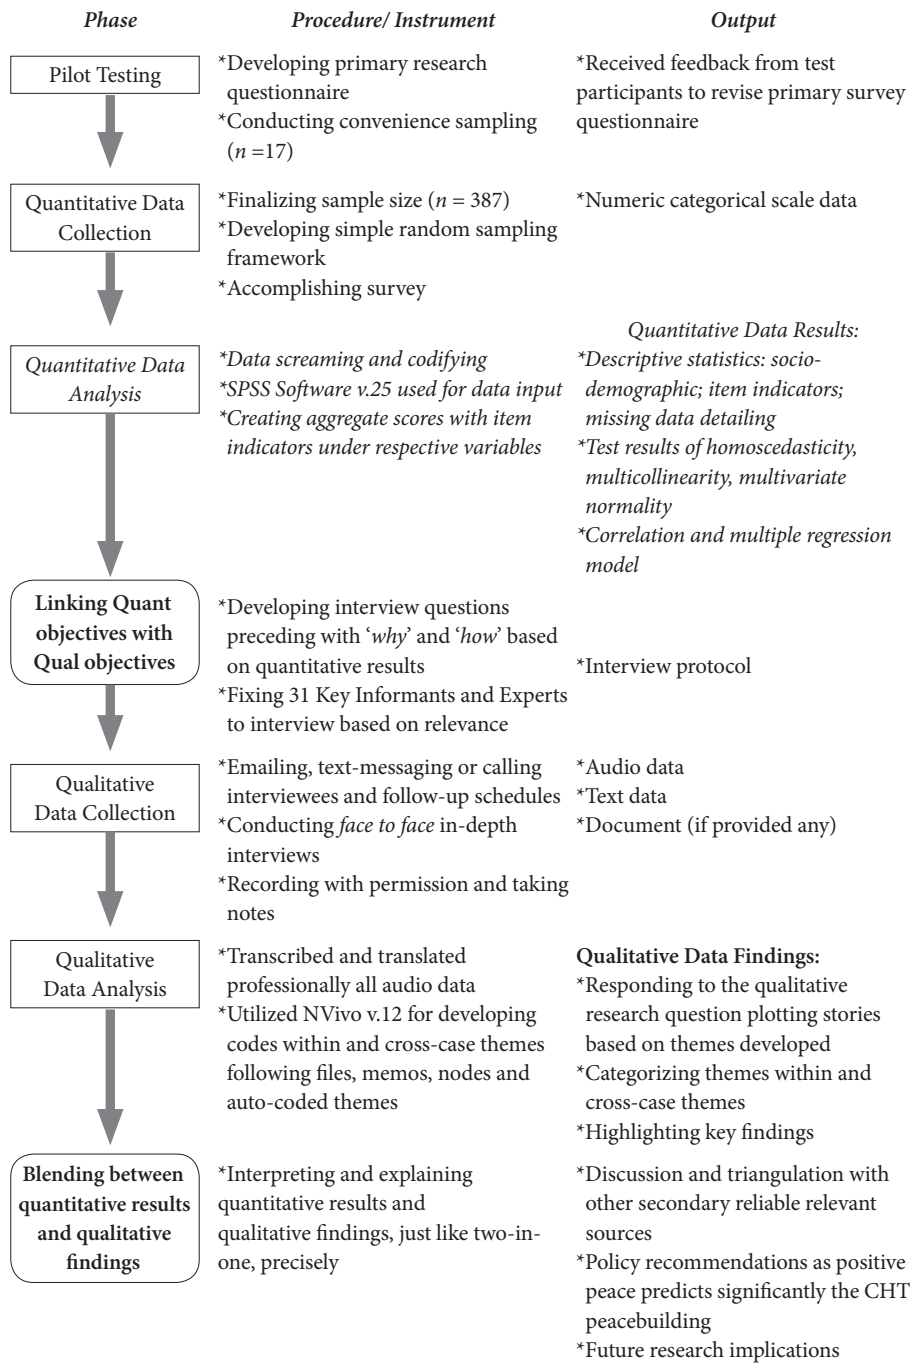 Phase
Procedure/ Instrument
Output
Pilot Testing
*Developing primary research
questionnaire
*Conducting convenience sampling
(n =17)
*Received feedback from test
participants to revise primary survey
questionnaire
Quantitative Data
Collection
*Finalizing sample size (n = 387)
*Developing simple random sampling
framework
*Accomplishing survey
*Numeric categorical scale data
Quantitative Data
Analysis
*Data screaming and codifying
*SPSS Software v.25 used for data input
*Creating aggregate scores with item
indicators under respective variables
Quantitative Data Results:
*Descriptive statistics: socio-
demographic; item indicators;
missing data detailing
*Test results of homoscedasticity,
multicollinearity, multivariate
normality
*Correlation and multiple regression
model
Linking Quant
objectives with
Qual objectives
*Developing interview questions
preceding with ‘why’ and ‘how’ based
on quantitative results
*Fixing 31 Key Informants and Experts
to interview based on relevance
*Interview protocol
Qualitative
Data Collection
*Emailing, text-messaging or calling
interviewees and follow-up schedules
*Conducting face to face in-depth
interviews
*Recording with permission and taking
notes
*Audio data
*Text data
*Document (if provided any)
Qualitative
Data Analysis
*Transcribed and translated
professionally all audio data
*Utilized NVivo v.12 for developing
codes within and cross-case themes
following files, memos, nodes and
auto-coded themes
Qualitative Data Findings:
*Responding to the qualitative
research question plotting stories
based on themes developed
*Categorizing themes within and
cross-case themes
*Highlighting key findings
Blending between
quantitative results
and qualitative
findings
*Interpreting and explaining
quantitative results and
qualitative findings, just like two-in-
one, precisely
*Discussion and triangulation with
other secondary reliable relevant
sources
*Policy recommendations as positive
peace predicts significantly the CHT
peacebuilding
*Future research implications